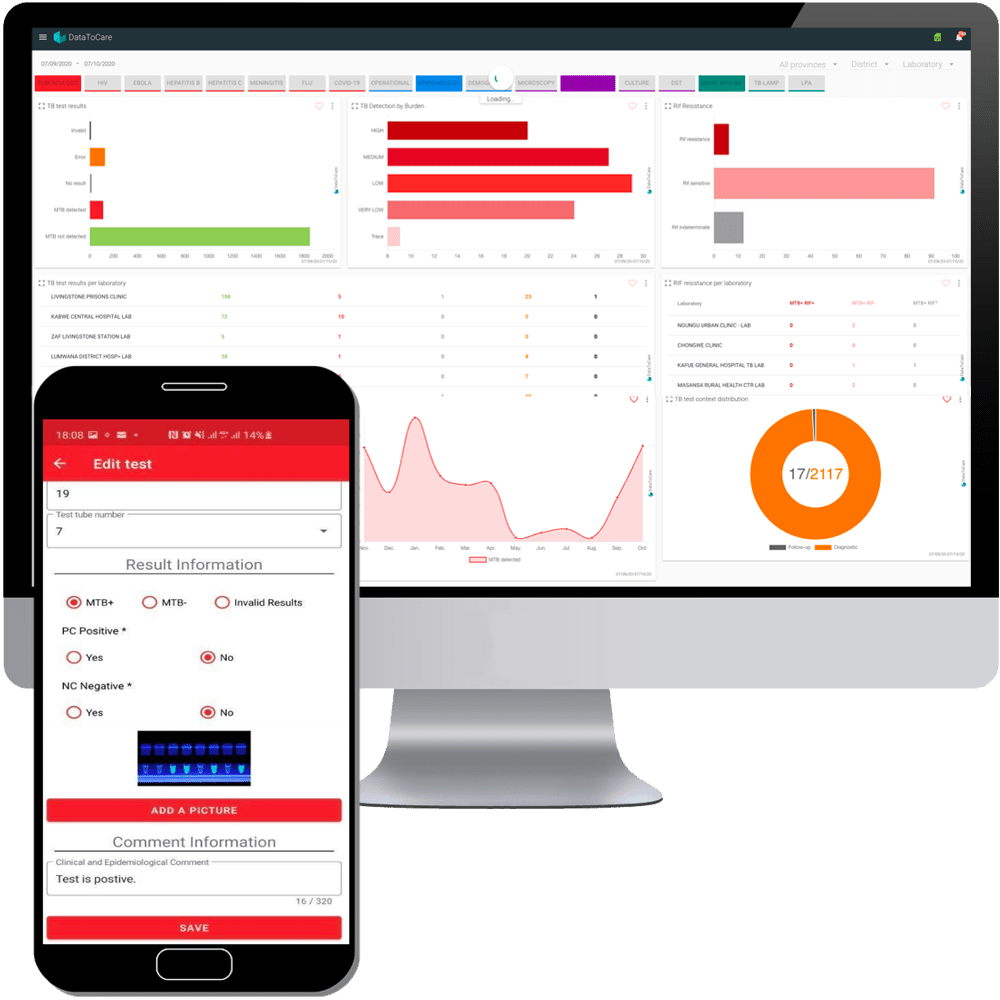 DataToCare
07/09/2020 - 07/10/2020
All provinces District Laboratory
HIV EBOLA HEPATITIS B HEPATITIS C MENINGITIS FLU COVID-19 OPERATIONAL MICROSCOPY CULTURE DST TB-LAMP LPA
Loading...
TB test results
Invalid
Error
No result
MTB detected
MTB not detected
0 200 400 600 800 1000 1200 1400 1600 1800 2000
DataToCare
TB Detection by Burden
HIGH
MEDIUM
LOW
VERY LOW
Trace
8 10 12 14 16 18 20 22 24 26 28 30
DataToCare
Rif Resistance
Rif resistance
Rif sensitive
Rif indeterminate
0 10 20 30 40 50 60 70 80 90 100
DataToCare
TB test results per laboratory
LIVINGSTONE PRISONS CLINIC 188 5 1 23 1
KABWE CENTRAL HOSPITAL LAB 72 10 0 3 0
ZAF LIVINGSTONE STATION LAB 5 1 0 0 0
LUMWANA DISTRICT HOSP+ LAB 38 1 0 4 0
0 7 0
DataToCare
RIF resistance per laboratory
Laboratory MTB+ RIF+ MTB+ RIF- MTB+ RIF?
NGUNGU URBAN CLINIC - LAB 0 2 0
CHONGWE CLINIC 0 1 0
KAFUE GENERAL HOSPITAL TB LAB 0 1 1
MASANSA RURAL HEALTH CTR LAB 0 2 0
DataToCare
Nov. Dec. Jan. Feb. Mar. Apr. May. Jun. Jul. Aug. Sep. Oct.
MTB detected
DataToCare
TB test context distribution
17/2117
Follow-up Diagnostic
DataToCare
18:08 14%
Edit test
19
Test tube number
7
Result Information
MTB+ MTB- Invalid Results
PC Positive *
Yes No
NC Negative *
Yes No
ADD A PICTURE
Comment Information
Clinical and Epidemiological Comment
Test is postive.
16 / 320
SAVE